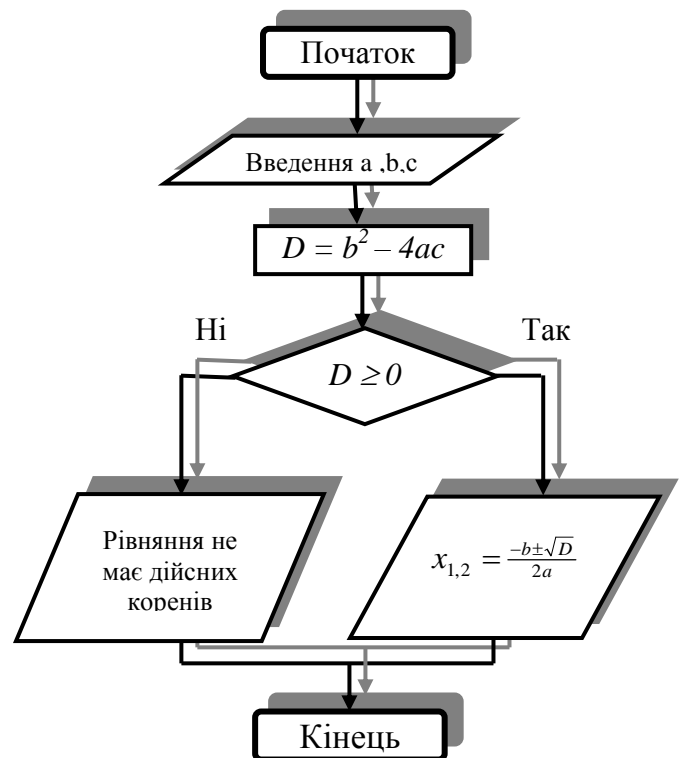 Початок
Введення a ,b,c
D = b² – 4ac
Ні
Так
D ≥ 0
Рівняння не
має дійсних
коренів
x₁,₂ = (-b±√D)/2a
Кінець